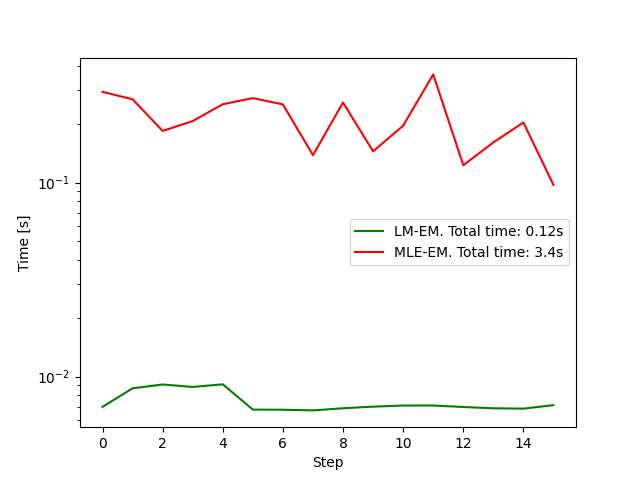 10⁻¹
10⁻²
Time [s]
LM-EM. Total time: 0.12s
MLE-EM. Total time: 3.4s
0 2 4 6 8 10 12 14
Step